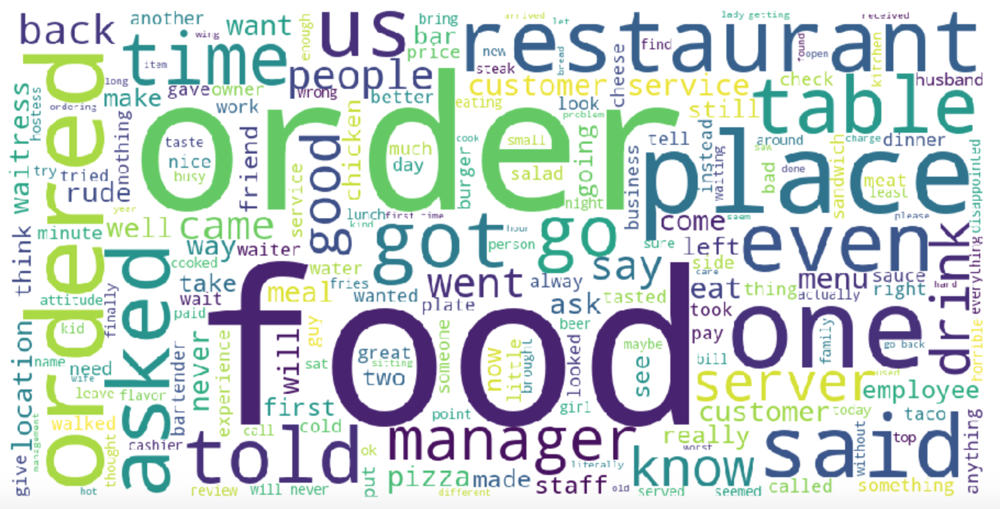 back
another
wing
want
enough
us
bring
bar
price
arrived
let
restaurant
lady getting
received
new
find
found
open
kitchen
time
item
people
steak
bread
cheese
customer service
check
husband
ordered
long
gave
owner
wrong
better
eating
look
problem
still
table
waitress
hostess
ordering
make
work
order
chicken
cook
small
going
tell
instead
around
charge
dinner
nothing
taste
nice
busy
friend
good
much
day
burger
salad
business
waiting
place
saw
bad
done
sandwich
meat
least
disappointed
try
tried
rude
service
night
year
well
came
lunch
first time
kind
got
hour
go
come
seem
please
think
minute
way
waiter
person
sure
left
even
drink
everything
asked
cooked
water
say
side
care
menu
sauce
take
meal
fries
went
alway
eat
thing
actually
right
hard
attitude
finally
wait
wanted
plate
ask
tasted
took
paid
food
kid
never
experience
will
guy
great
sitting
two
someone
now
little
brought
beer
looked
maybe
see
pay
one
family
go back
horrible
location
name
need
wife
bartender
sat
bill
server
used
leave
flavor
first
point
girl
employee
customer
today
taco
management
walked
thought
call
cold
manager
really
worst
said
without
top
anything
give
cashier
told
ok
put
pizza
made
literally
staff
old
know
hot
review
will never
different
served
seemed
called
something